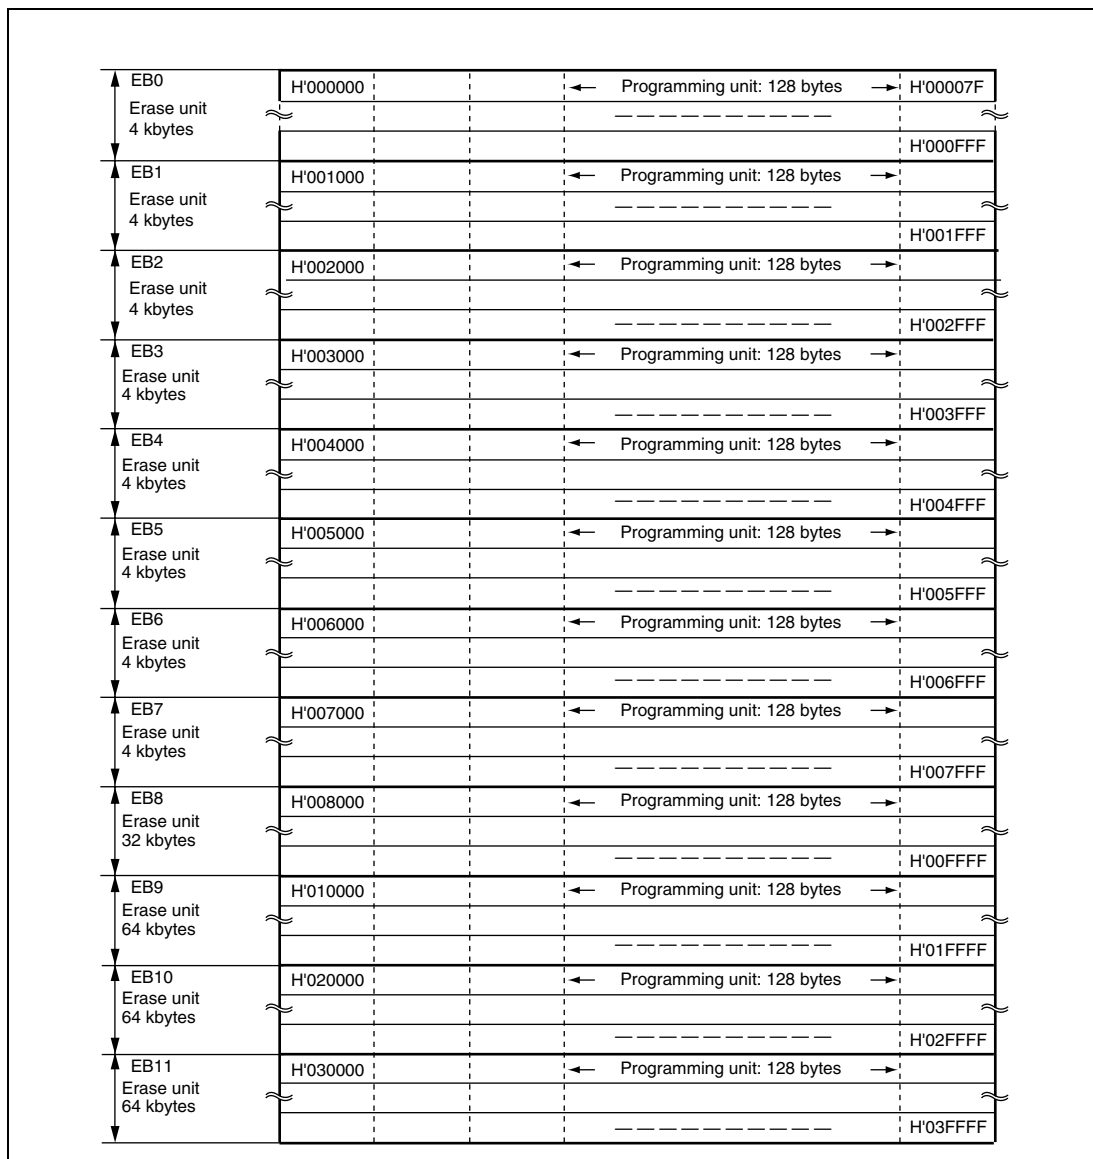 EB0
H'000000 Programming unit: 128 bytes H'00007F
Erase unit
4 kbytes
H'000FFF
EB1
H'001000 Programming unit: 128 bytes
Erase unit
4 kbytes
H'001FFF
EB2
H'002000 Programming unit: 128 bytes
Erase unit
4 kbytes
H'002FFF
EB3
H'003000 Programming unit: 128 bytes
Erase unit
4 kbytes
H'003FFF
EB4
H'004000 Programming unit: 128 bytes
Erase unit
4 kbytes
H'004FFF
EB5
H'005000 Programming unit: 128 bytes
Erase unit
4 kbytes
H'005FFF
EB6
H'006000 Programming unit: 128 bytes
Erase unit
4 kbytes
H'006FFF
EB7
H'007000 Programming unit: 128 bytes
Erase unit
4 kbytes
H'007FFF
EB8
H'008000 Programming unit: 128 bytes
Erase unit
32 kbytes
H'00FFFF
EB9
H'010000 Programming unit: 128 bytes
Erase unit
64 kbytes
H'01FFFF
EB10
H'020000 Programming unit: 128 bytes
Erase unit
64 kbytes
H'02FFFF
EB11
H'030000 Programming unit: 128 bytes
Erase unit
64 kbytes
H'03FFFF